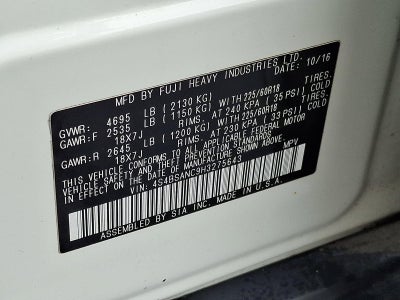 MFD BY FUJI HEAVY INDUSTRIES LTD. DATE: 10/16
GVWR: 4695 LB (2130 KG)
GAWR:F 2535 LB (1150 KG) WITH 225/60R18 TIRES.
18X7J RIMS. AT 240 KPA (35 PSI) COLD
GAWR:R 2645 LB (1200 KG) WITH 225/60R18 TIRES.
18X7J RIMS. AT 230 KPA (33 PSI) COLD
THIS VEHICLE CONFORMS TO ALL APPLICABLE FEDERAL MOTOR
VEHICLE SAFETY AND THEFT PREVENTION STANDARDS
IN EFFECT ON THE DATE OF MANUFACTURE SHOWN ABOVE.
VIN: 4S4BSANC9H3275643 MPV
ASSEMBLED BY SIA INC. MADE IN U.S.A.